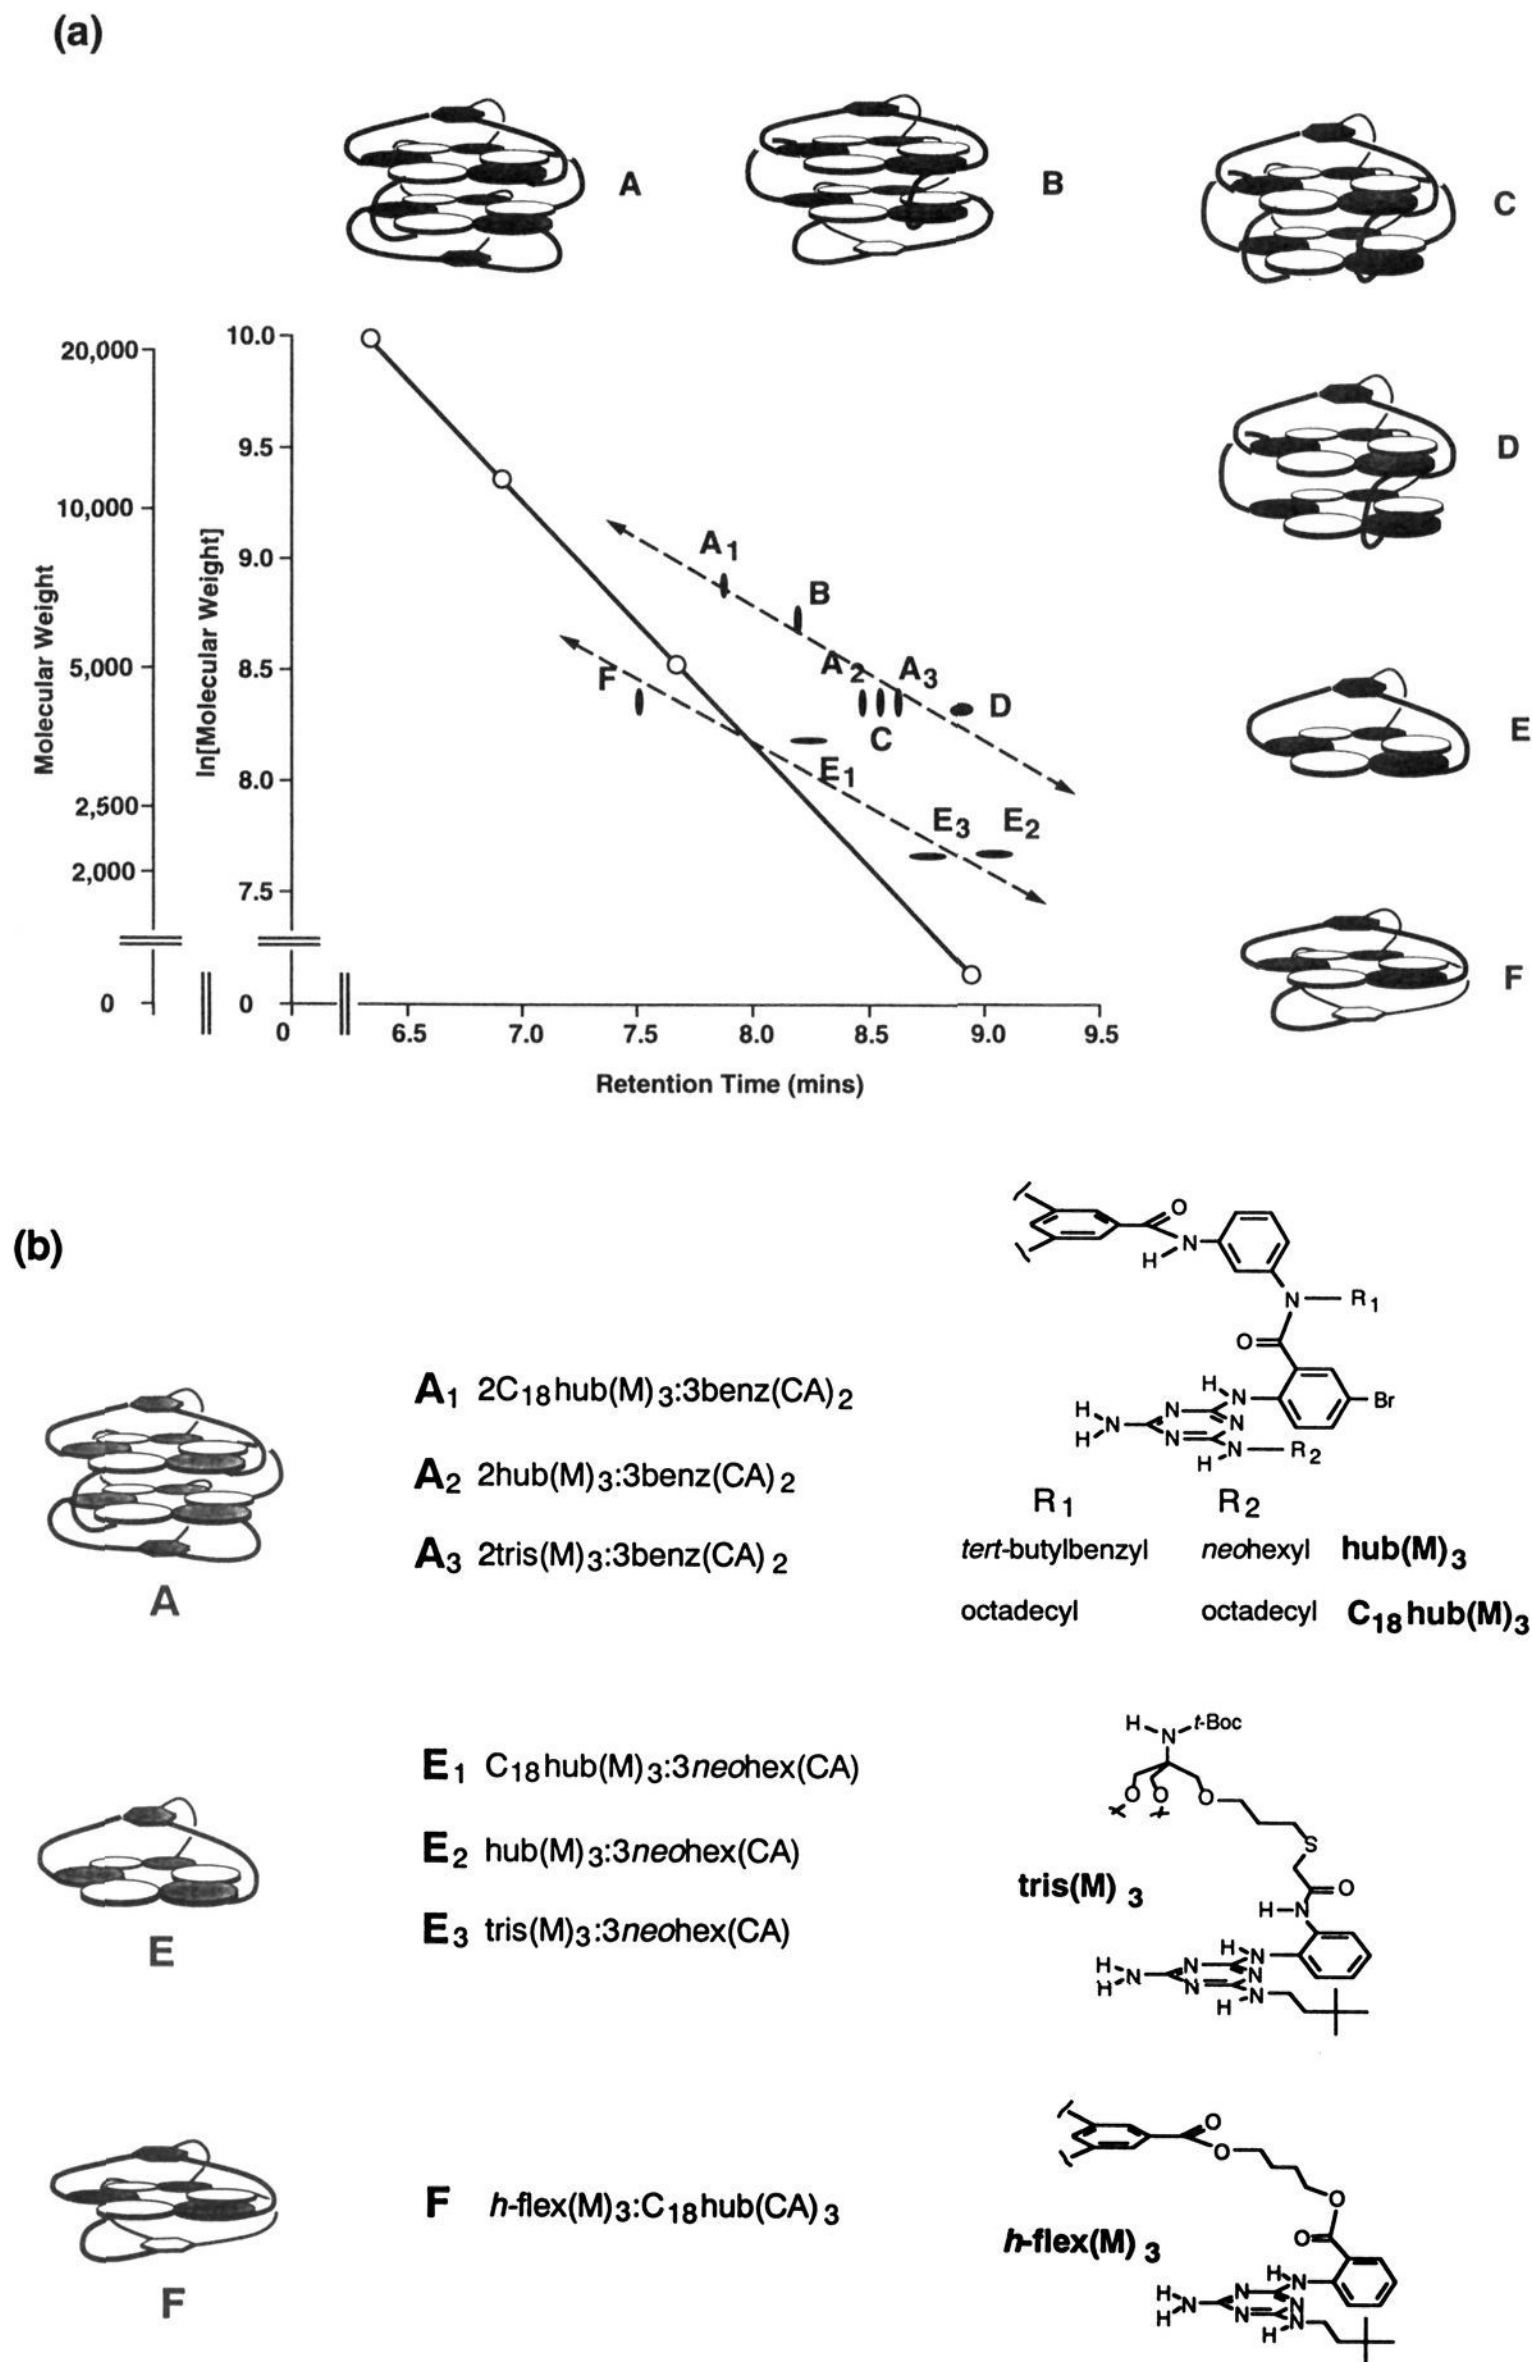 (a)
A
B
C
D
E
F
Molecular Weight
20,000
10,000
5,000
2,500
2,000
0
ln[Molecular Weight]
10.0
9.5
9.0
8.5
8.0
7.5
0
A1
B
A2
A3
C
D
F
E1
E3
E2
0 6.5 7.0 7.5 8.0 8.5 9.0 9.5
Retention Time (mins)
(b)
A
A1 2C18hub(M)3:3benz(CA)2
A2 2hub(M)3:3benz(CA)2
A3 2tris(M)3:3benz(CA)2
O
N
H
N R1
O
H N
Br
H N N
H N
N N R2
H
R1 R2
tert-butylbenzyl neohexyl hub(M)3
octadecyl octadecyl C18hub(M)3
E
E1 C18hub(M)3:3neohex(CA)
E2 hub(M)3:3neohex(CA)
E3 tris(M)3:3neohex(CA)
H N t-Boc
O O O
S
tris(M)3
O
H N
H N
H N N
H N N
N
H N
F
F h-flex(M)3:C18hub(CA)3
O
O
O
h-flex(M)3
O
H N
H N N
H N N
N
H N